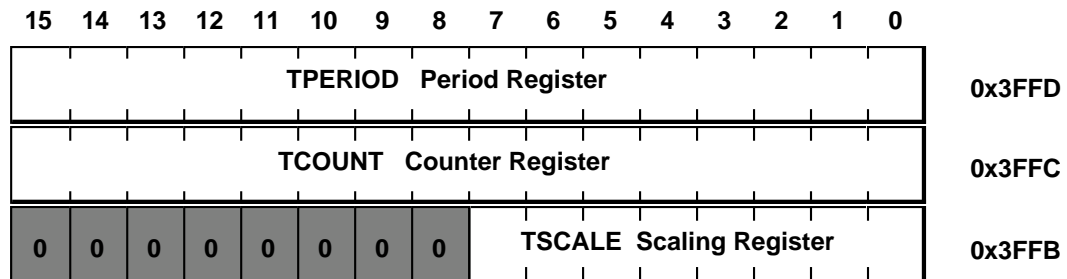 15 14 13 12 11 10 9 8 7 6 5 4 3 2 1 0
TPERIOD Period Register 0x3FFD
TCOUNT Counter Register 0x3FFC
0 0 0 0 0 0 0 0 TSCALE Scaling Register 0x3FFB